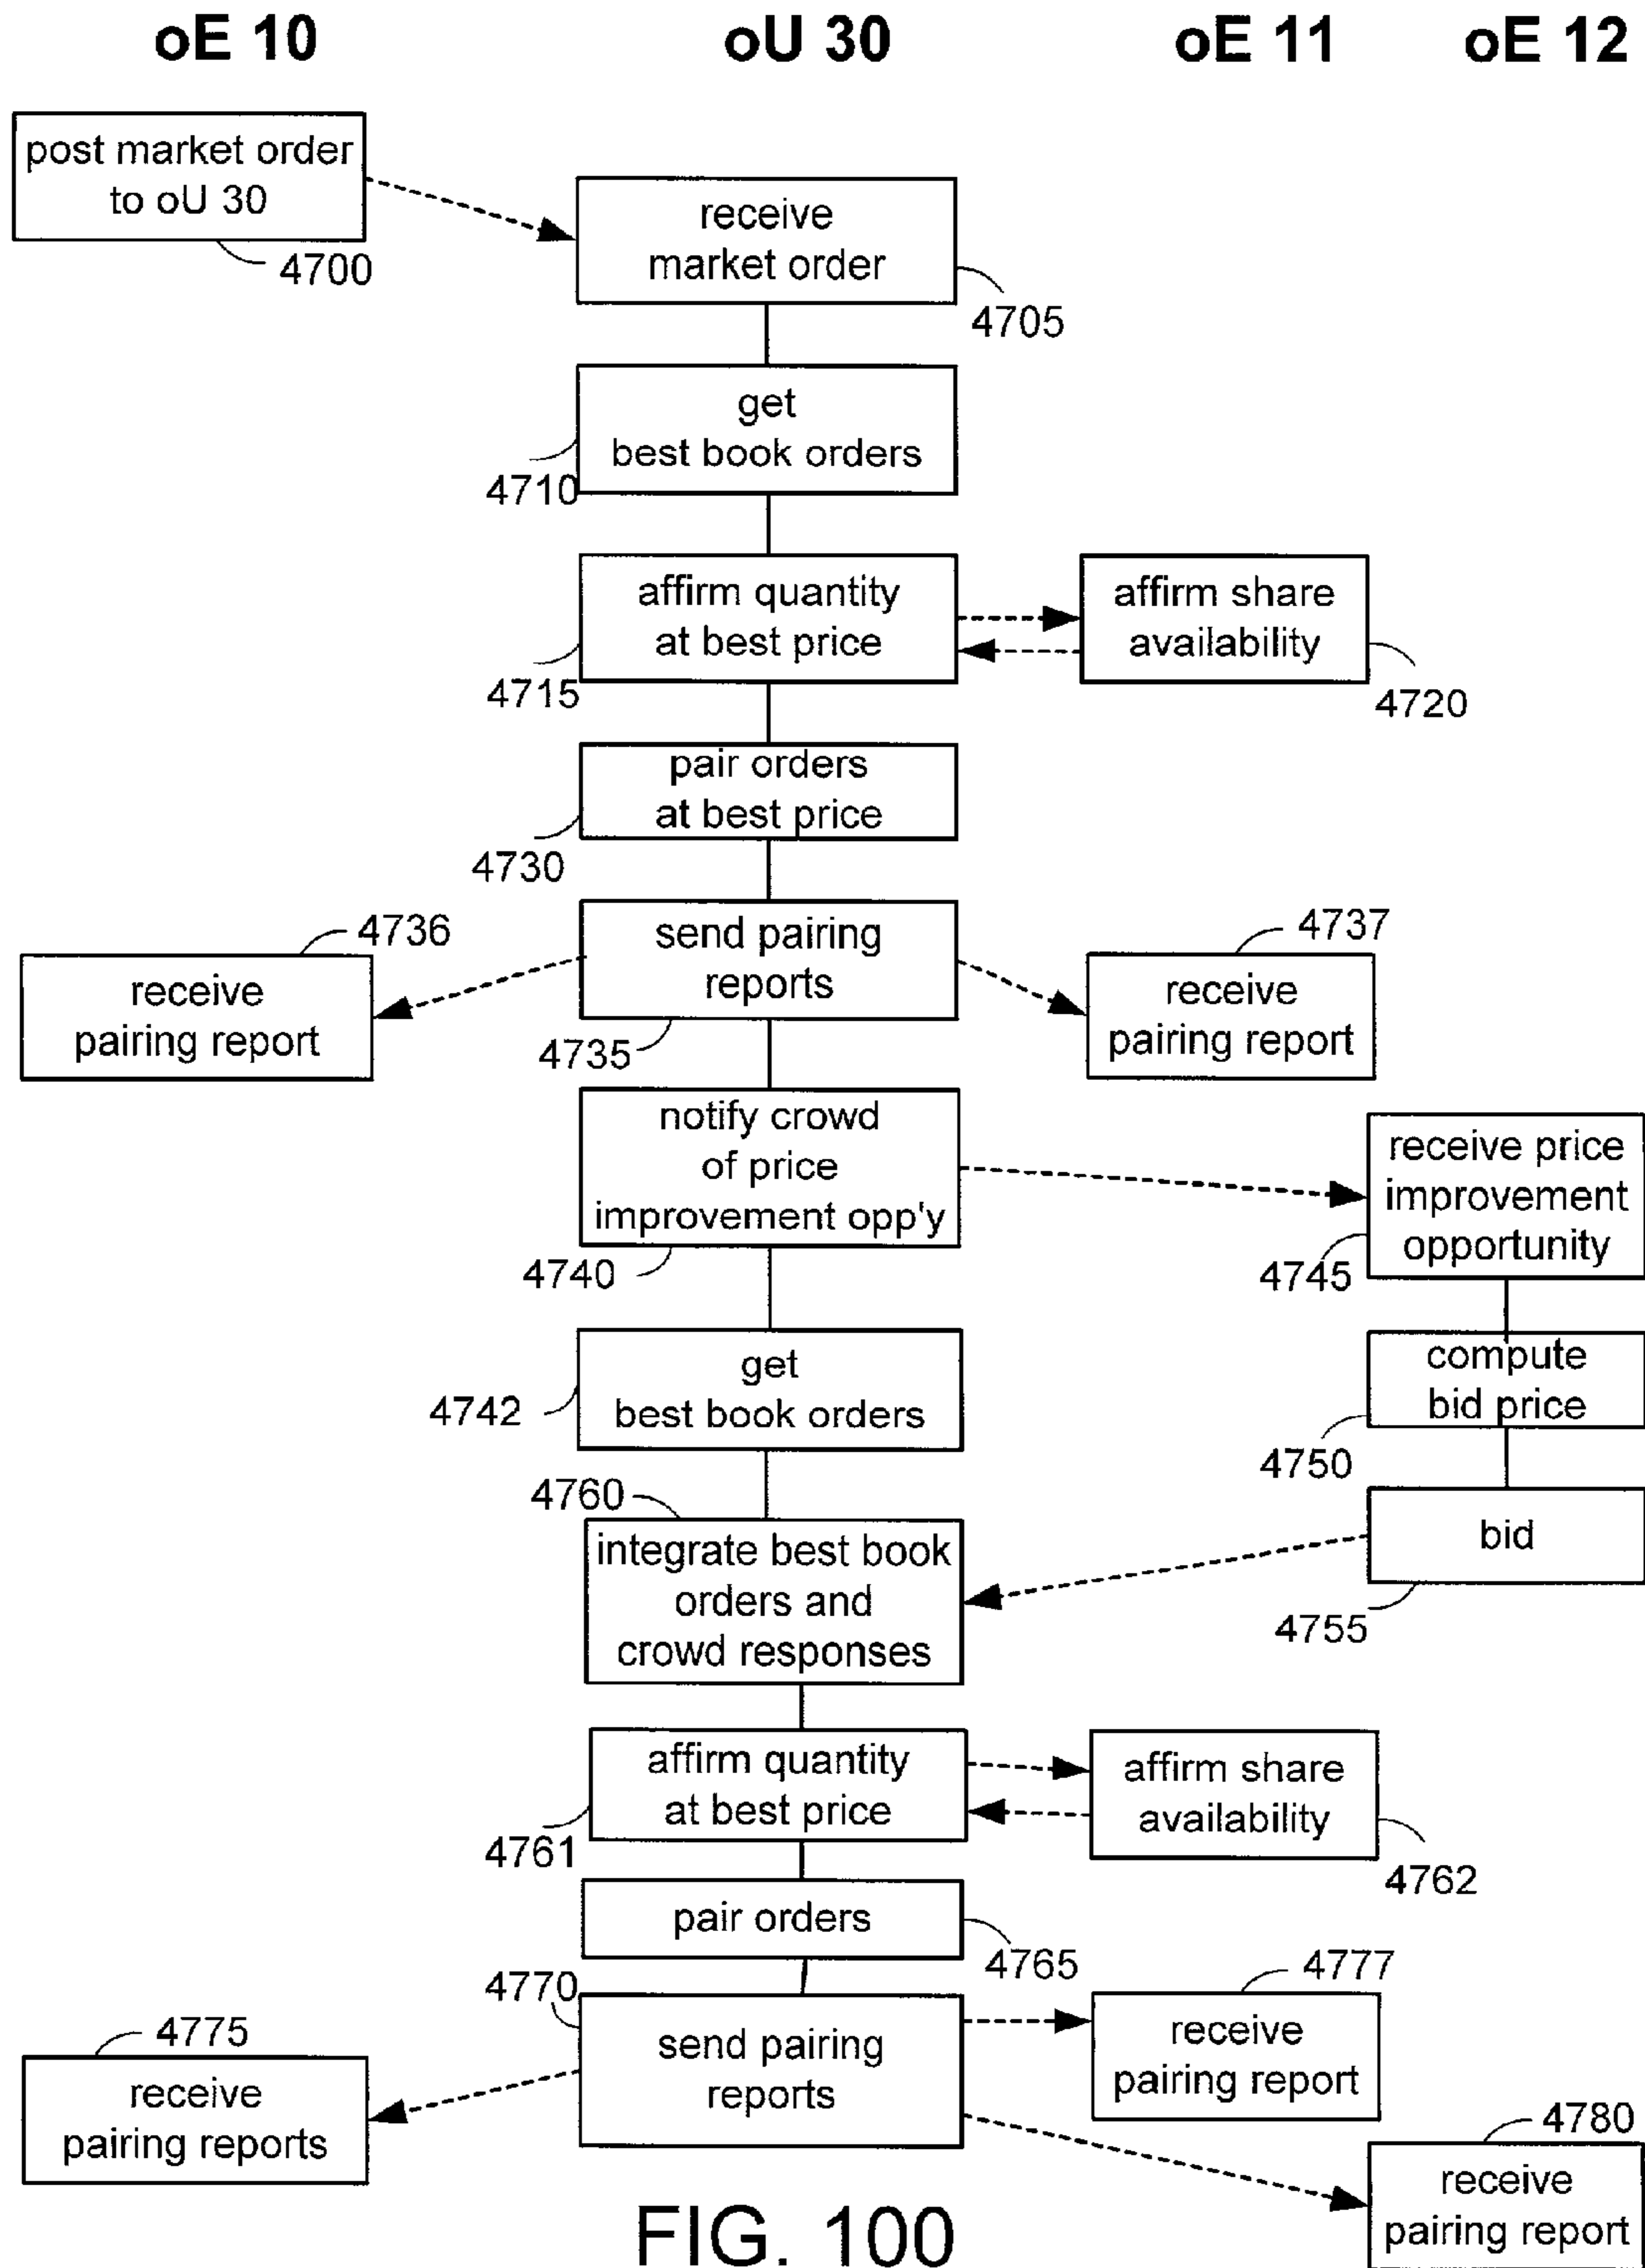 oE 10
oU 30
oE 11
oE 12
post market order
to oU 30
4700
receive
market order
4705
get
best book orders
4710
affirm quantity
at best price
4715
affirm share
availability
4720
pair orders
at best price
4730
send pairing
reports
4735
4736
receive
pairing report
4737
receive
pairing report
notify crowd
of price
improvement opp'y
4740
receive price
improvement
opportunity
4745
get
best book orders
4742
compute
bid price
4750
bid
4755
4760
integrate best book
orders and
crowd responses
affirm quantity
at best price
4761
affirm share
availability
4762
pair orders
4765
4770
send pairing
reports
4777
receive
pairing report
4775
receive
pairing reports
4780
receive
pairing report
FIG. 100